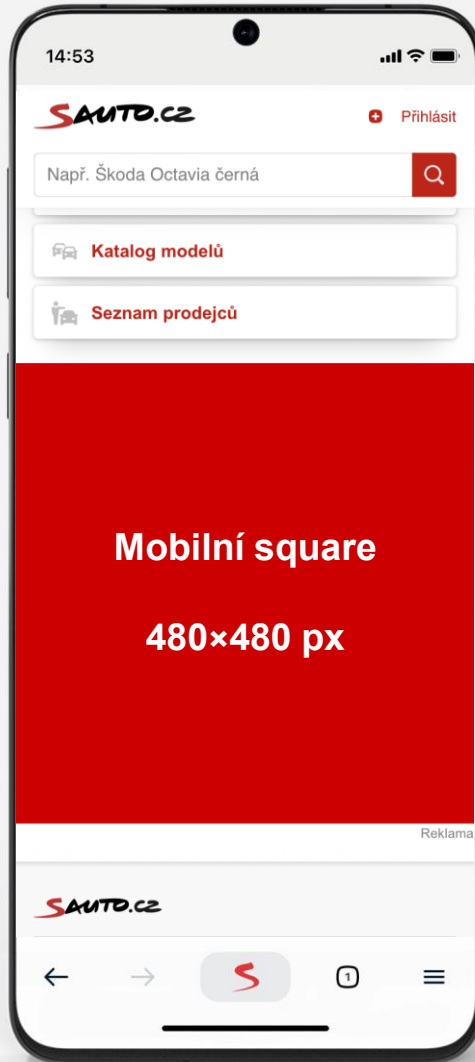 14:53
SAUTO.CZ
Přihlásit
Např. Škoda Octavia černá
Katalog modelů
Seznam prodejců
Mobilní square
480×480 px
Reklama
SAUTO.CZ
1